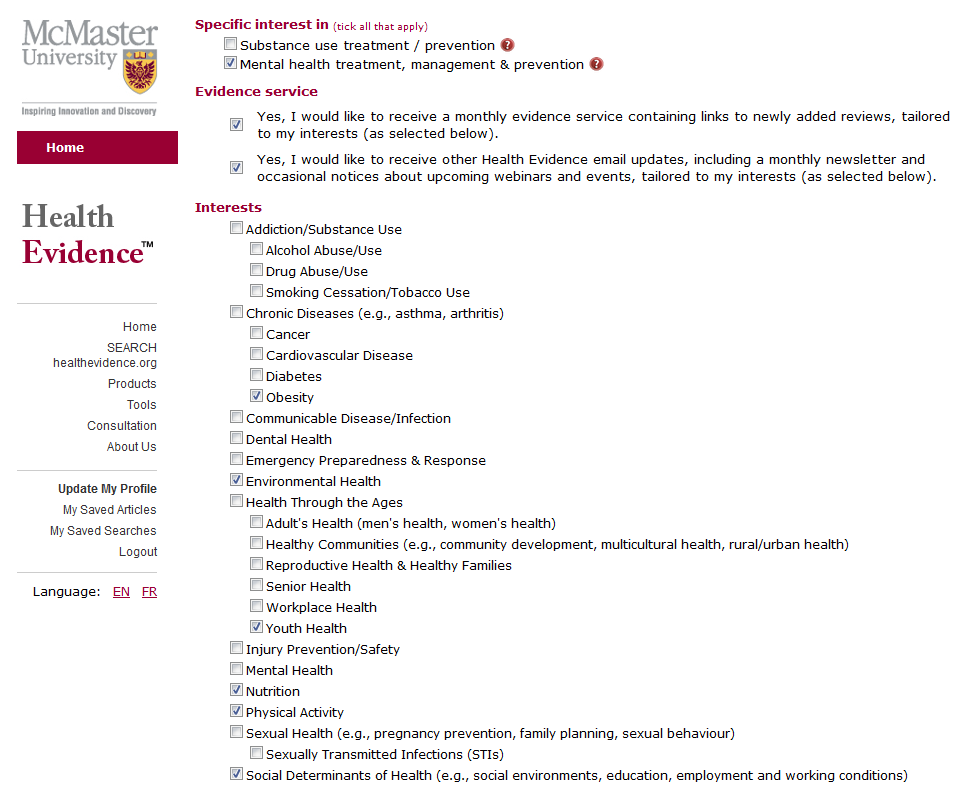 McMaster
University
Inspiring Innovation and Discovery
Home
Health
Evidence™
Home
SEARCH
healthevidence.org
Products
Tools
Consultation
About Us
Update My Profile
My Saved Articles
My Saved Searches
Logout
Language: EN FR
Specific interest in (tick all that apply)
Substance use treatment / prevention ?
Mental health treatment, management & prevention ?
Evidence service
Yes, I would like to receive a monthly evidence service containing links to newly added reviews, tailored
to my interests (as selected below).
Yes, I would like to receive other Health Evidence email updates, including a monthly newsletter and
occasional notices about upcoming webinars and events, tailored to my interests (as selected below).
Interests
Addiction/Substance Use
Alcohol Abuse/Use
Drug Abuse/Use
Smoking Cessation/Tobacco Use
Chronic Diseases (e.g., asthma, arthritis)
Cancer
Cardiovascular Disease
Diabetes
Obesity
Communicable Disease/Infection
Dental Health
Emergency Preparedness & Response
Environmental Health
Health Through the Ages
Adult's Health (men's health, women's health)
Healthy Communities (e.g., community development, multicultural health, rural/urban health)
Reproductive Health & Healthy Families
Senior Health
Workplace Health
Youth Health
Injury Prevention/Safety
Mental Health
Nutrition
Physical Activity
Sexual Health (e.g., pregnancy prevention, family planning, sexual behaviour)
Sexually Transmitted Infections (STIs)
Social Determinants of Health (e.g., social environments, education, employment and working conditions)